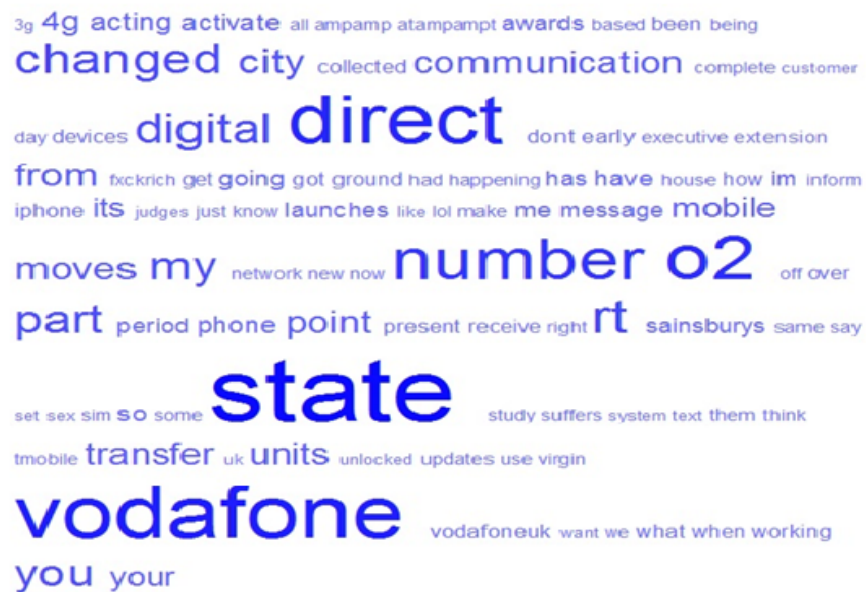 3g 4g acting activate all ampamp atampampt awards based been being
changed city collected communication complete customer
day devices digital direct dont early executive extension
from fxckrich get going got ground had happening has have house how im inform
iphone its judges just know launches like lol make me message mobile
moves my network new now number o2 off over
part period phone point present receive right rt sainsburys same say
set sex sim so some state study suffers system text them think
tmobile transfer uk units unlocked updates use virgin
vodafone vodafoneuk want we what when working
you your